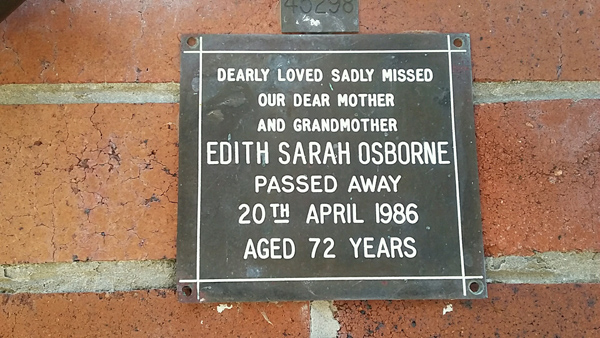 45298
DEARLY LOVED SADLY MISSED
OUR DEAR MOTHER
AND GRANDMOTHER
EDITH SARAH OSBORNE
PASSED AWAY
20TH APRIL 1986
AGED 72 YEARS